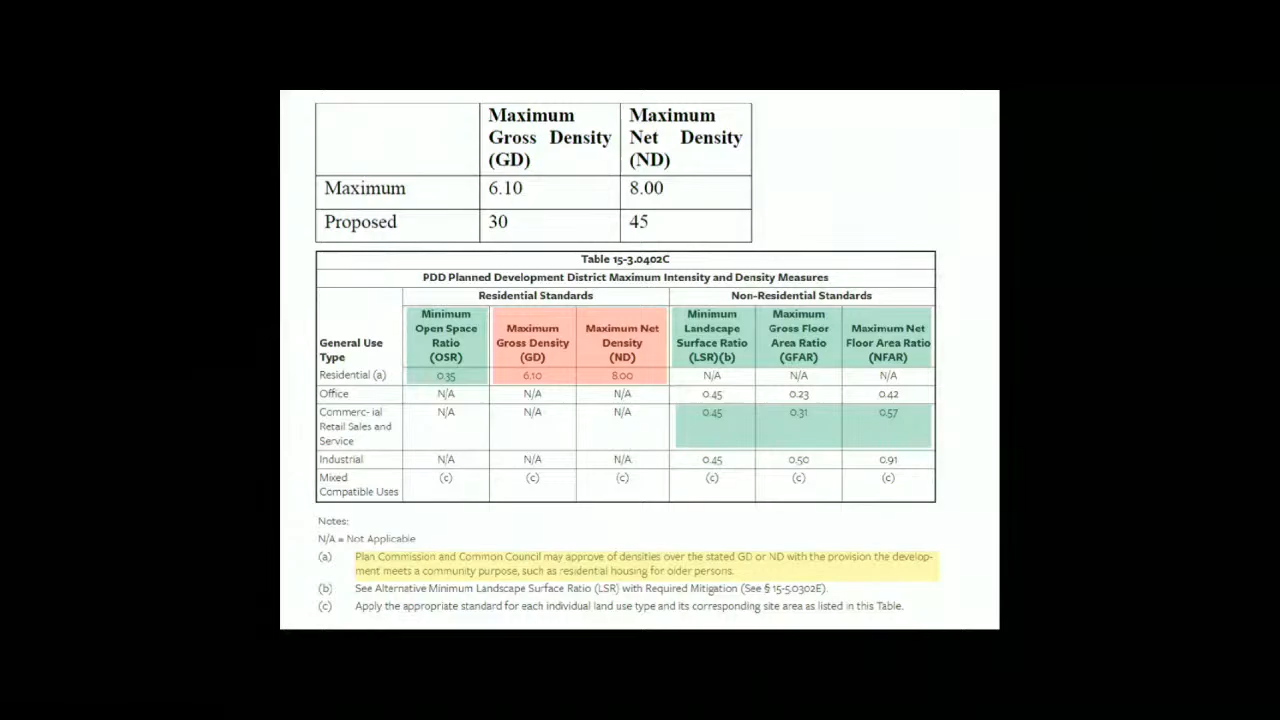 Maximum Gross Density (GD) Maximum Net Density (ND)
Maximum 6.10 8.00
Proposed 30 45
Table 15-3.0402C
PDD Planned Development District Maximum Intensity and Density Measures
Residential Standards Non-Residential Standards
General Use Type Minimum Open Space Ratio (OSR) Maximum Gross Density (GD) Maximum Net Density (ND) Minimum Landscape Surface Ratio (LSR)(b) Maximum Gross Floor Area Ratio (GFAR) Maximum Net Floor Area Ratio (NFAR)
Residential (a) 0.35 6.10 8.00 N/A N/A N/A
Office N/A N/A N/A 0.45 0.23 0.42
Commerc- ial Retail Sales and Service N/A N/A N/A 0.45 0.31 0.57
Industrial N/A N/A N/A 0.45 0.50 0.91
Mixed Compatible Uses (c) (c) (c) (c) (c) (c)
Notes:
N/A = Not Applicable
(a) Plan Commission and Common Council may approve of densities over the stated GD or ND with the provision the develop-
ment meets a community purpose, such as residential housing for older persons.
(b) See Alternative Minimum Landscape Surface Ratio (LSR) with Required Mitigation (See § 15-5.0302E).
(c) Apply the appropriate standard for each individual land use type and its corresponding site area as listed in this Table.